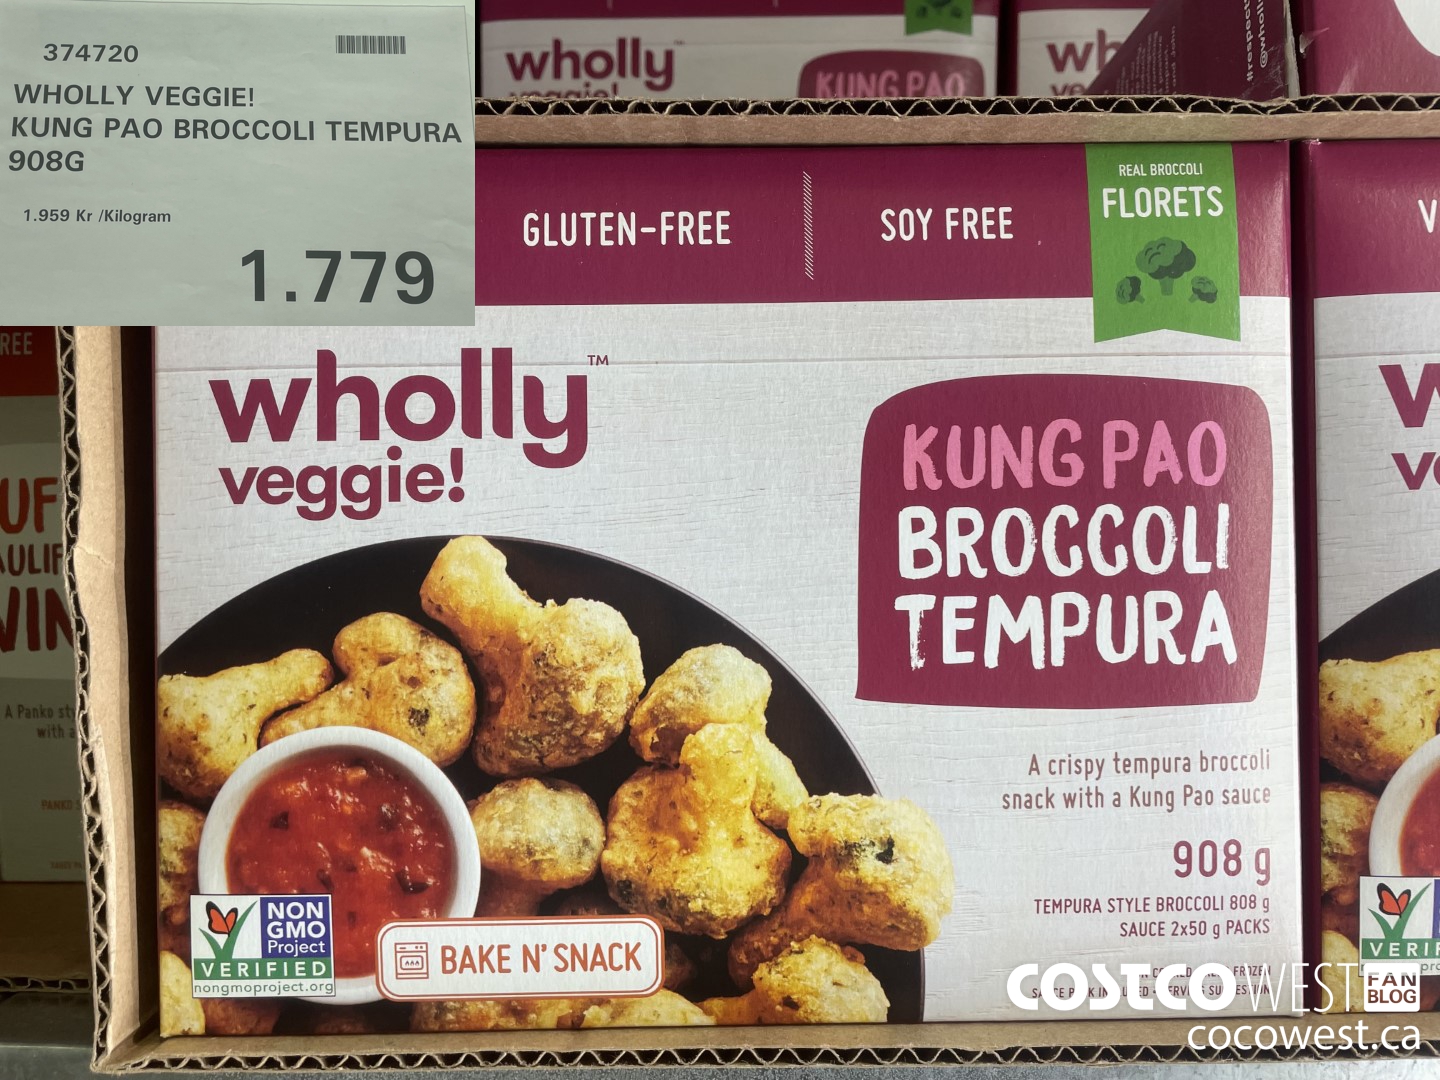 374720
WHOLLY VEGGIE!
KUNG PAO BROCCOLI TEMPURA
908G
1.959 Kr /Kilogram
1.779
wholly
veggie!
KUNG PAO
GLUTEN-FREE
SOY FREE
REAL BROCCOLI
FLORETS
wholly™
veggie!
KUNG PAO
BROCCOLI
TEMPURA
A crispy tempura broccoli
snack with a Kung Pao sauce
908 g
TEMPURA STYLE BROCCOLI 808 g
SAUCE 2x50 g PACKS
NON
GMO
Project
VERIFIED
nongmoproject.org
BAKE N' SNACK
COSTCO WEST FAN BLOG
cocowest.ca